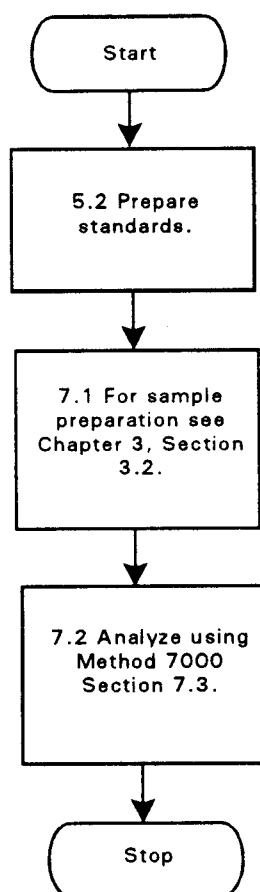 Start
5.2 Prepare
standards.
7.1 For sample
preparation see
Chapter 3, Section
3.2.
7.2 Analyze using
Method 7000
Section 7.3.
Stop